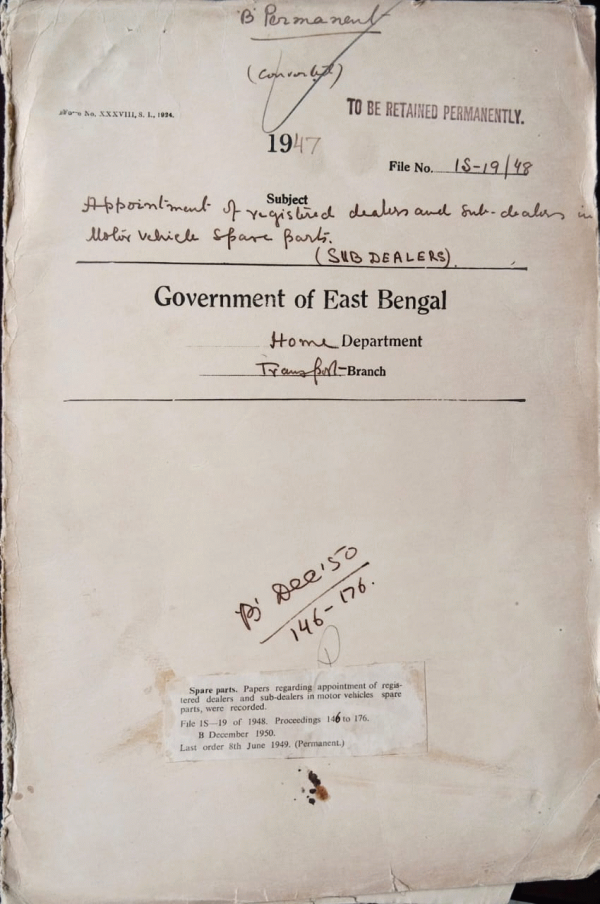 'B' Permanent
(Converted)
Form No. XXXVIII, S. I., 1924.
TO BE RETAINED PERMANENTLY.
1947
File No. 1S-19/48
Subject
Appointment of registered dealers and sub-dealers in
Motor vehicle spare parts.
(SUB DEALERS).
Government of East Bengal
Home Department
Transport Branch
'B' Dec '50
146-176.
Spare parts. Papers regarding appointment of regis-
tered dealers and sub-dealers in motor vehicles spare
parts, were recorded.
File 1S—19 of 1948. Proceedings 146 to 176.
B December 1950.
Last order 8th June 1949. (Permanent.)